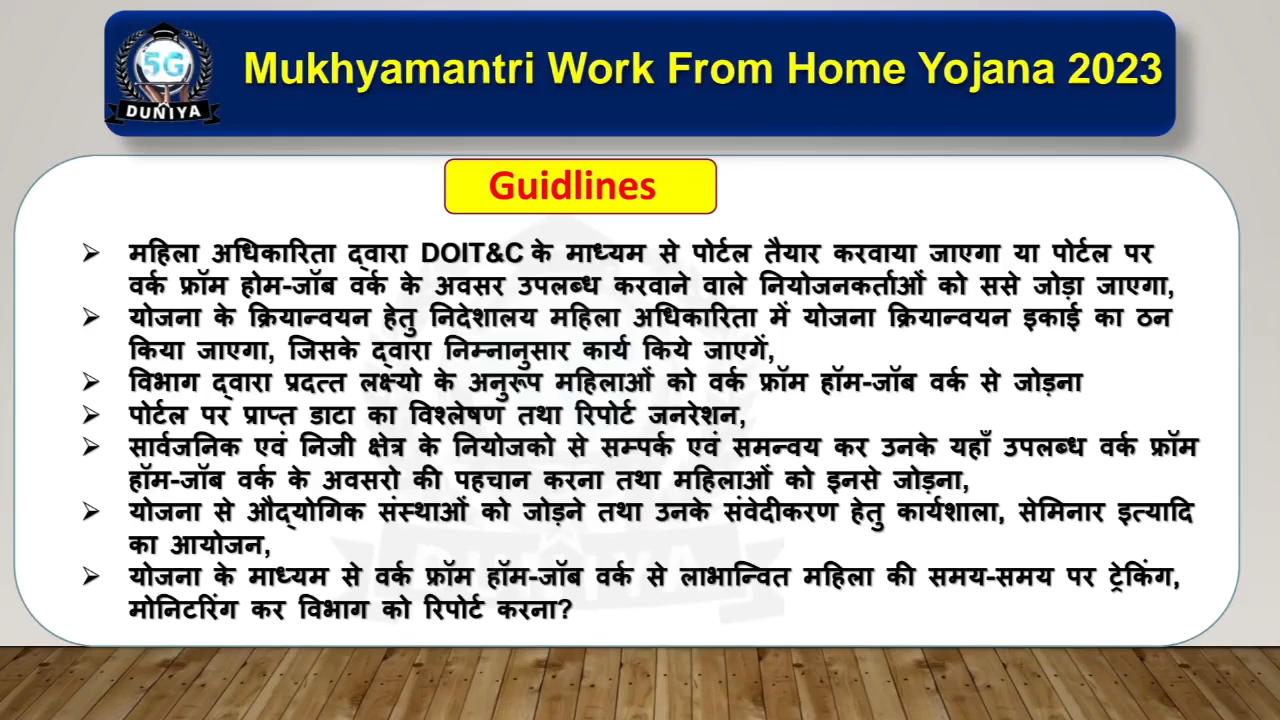 5G
DUNIYA
Mukhyamantri Work From Home Yojana 2023
Guidlines
➢ महिला अधिकारिता द्वारा DOIT&C के माध्यम से पोर्टल तैयार करवाया जाएगा या पोर्टल पर
वर्क फ्रॉम होम-जॉब वर्क के अवसर उपलब्ध करवाने वाले नियोजनकर्ताओं को ससे जोड़ा जाएगा,
➢ योजना के क्रियान्वयन हेतु निदेशालय महिला अधिकारिता में योजना क्रियान्वयन इकाई का ठन
किया जाएगा, जिसके द्वारा निम्नानुसार कार्य किये जाएगें,
➢ विभाग द्वारा प्रदत्त लक्ष्यो के अनुरूप महिलाओं को वर्क फ्रॉम हॉम-जॉब वर्क से जोड़ना
➢ पोर्टल पर प्राप्त डाटा का विश्लेषण तथा रिपोर्ट जनरेशन,
➢ सार्वजनिक एवं निजी क्षेत्र के नियोजको से सम्पर्क एवं समन्वय कर उनके यहाँ उपलब्ध वर्क फ्रॉम
हॉम-जॉब वर्क के अवसरो की पहचान करना तथा महिलाओं को इनसे जोड़ना,
➢ योजना से औद्योगिक संस्थाओं को जोड़ने तथा उनके संवेदीकरण हेतु कार्यशाला, सेमिनार इत्यादि
का आयोजन,
➢ योजना के माध्यम से वर्क फ्रॉम हॉम-जॉब वर्क से लाभान्वित महिला की समय-समय पर ट्रेकिंग,
मोनिटरिंग कर विभाग को रिपोर्ट करना?
DUNIYA